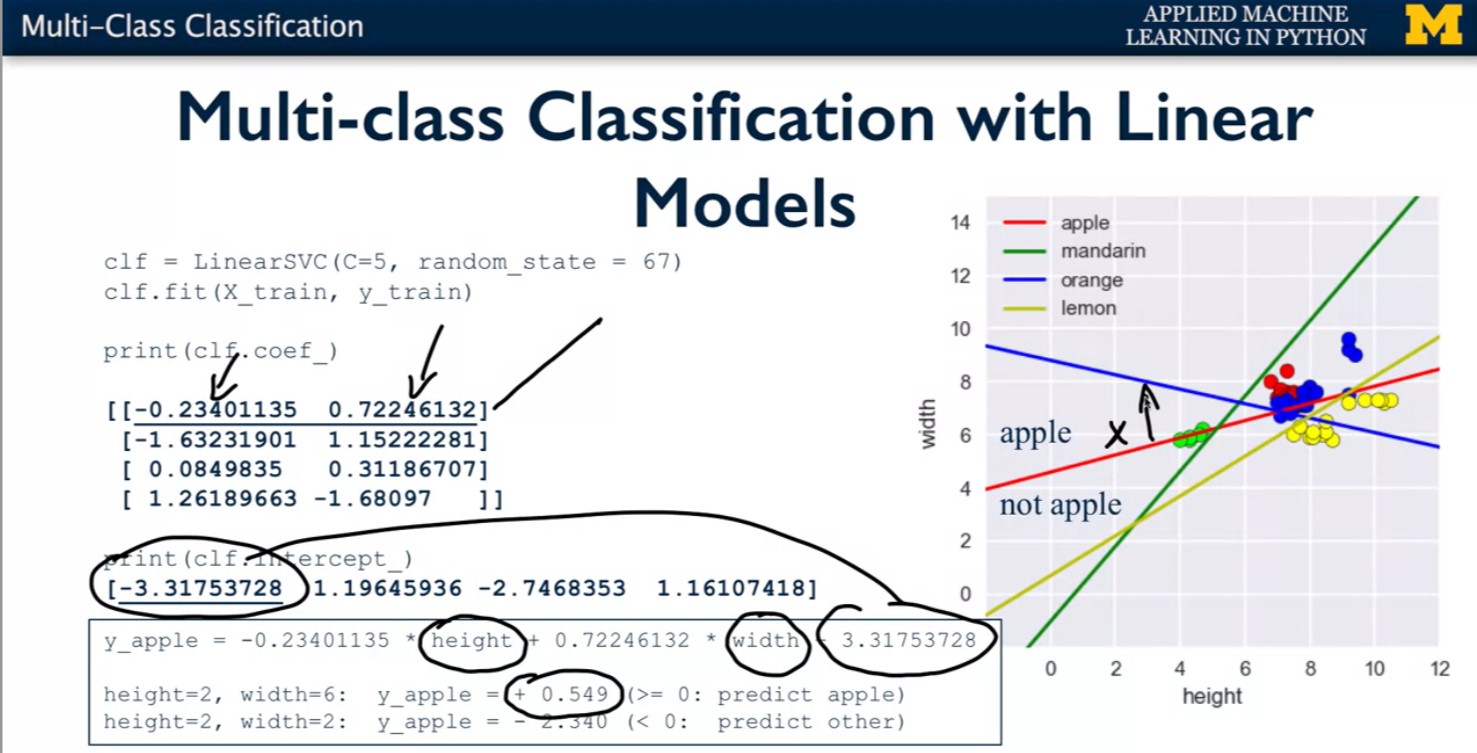 Multi-Class Classification
APPLIED MACHINE
LEARNING IN PYTHON
M
Multi-class Classification with Linear
Models
clf = LinearSVC(C=5, random_state = 67)
clf.fit(X_train, y_train)
print(clf.coef_)
[[-0.23401135 0.72246132]
[-1.63231901 1.15222281]
[ 0.0849835 0.31186707]
[ 1.26189663 -1.68097 ]]
print(clf.intercept_)
[-3.31753728 1.19645936 -2.7468353 1.16107418]
y_apple = -0.23401135 * height + 0.72246132 * width - 3.31753728
height=2, width=6: y_apple = + 0.549 (>= 0: predict apple)
height=2, width=2: y_apple = - 2.340 (< 0: predict other)
apple
mandarin
orange
lemon
14
12
10
8
6
4
2
0
width
apple X
not apple
0 2 4 6 8 10 12
height